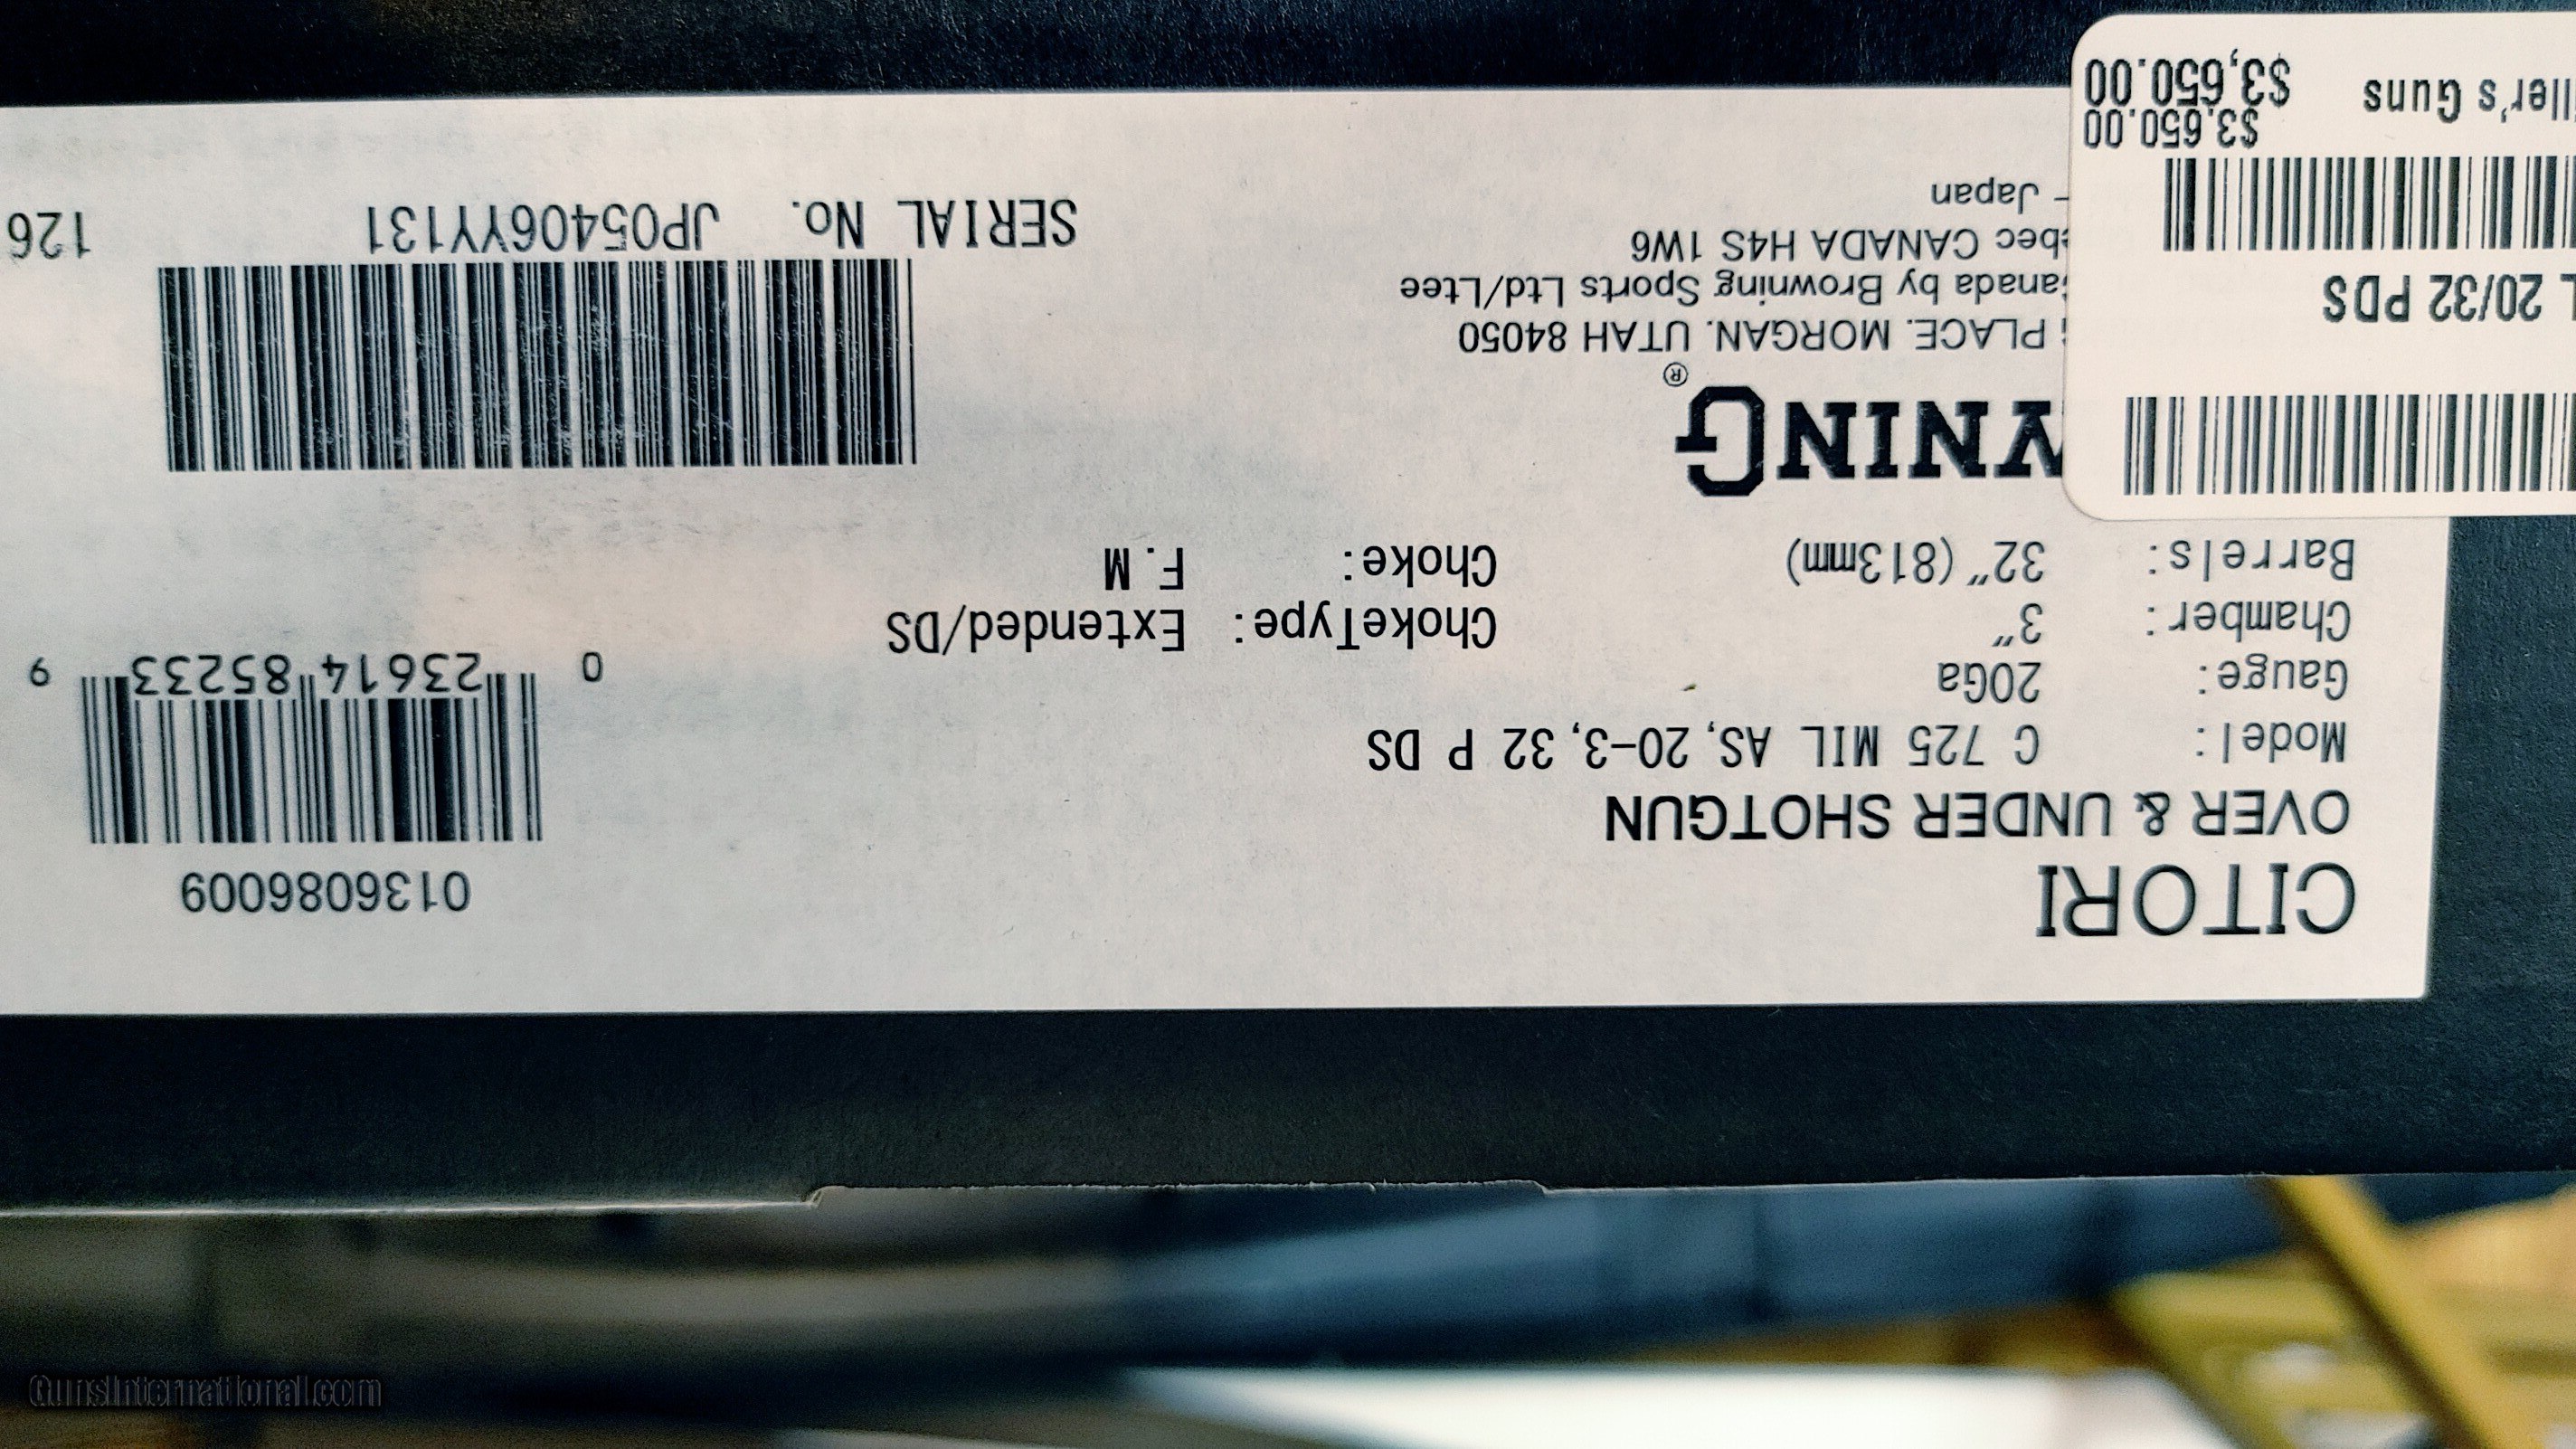 CITORI
OVER & UNDER SHOTGUN
Model: C 725 MIL AS, 20-3, 32 P DS
Gauge: 20Ga
Chamber: 3" ChokeType: Extended/DS
Barrels: 32" (813mm) Choke: F.M
0136086009
0 23614 85233 9
WNING®
PLACE. MORGAN. UTAH 84050
anada by Browning Sports Ltd/Ltee
ebec CANADA H4S 1W6
- Japan
SERIAL No. JP05406YY131 126
L 20/32 PDS
$3,650.00
ller's Guns $3,650.00
GunsInternational.com